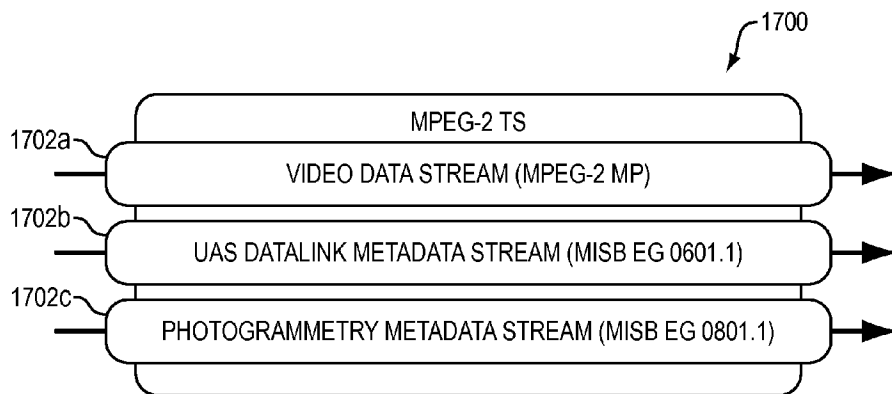 1700
MPEG-2 TS
1702a
VIDEO DATA STREAM (MPEG-2 MP)
1702b
UAS DATALINK METADATA STREAM (MISB EG 0601.1)
1702c
PHOTOGRAMMETRY METADATA STREAM (MISB EG 0801.1)